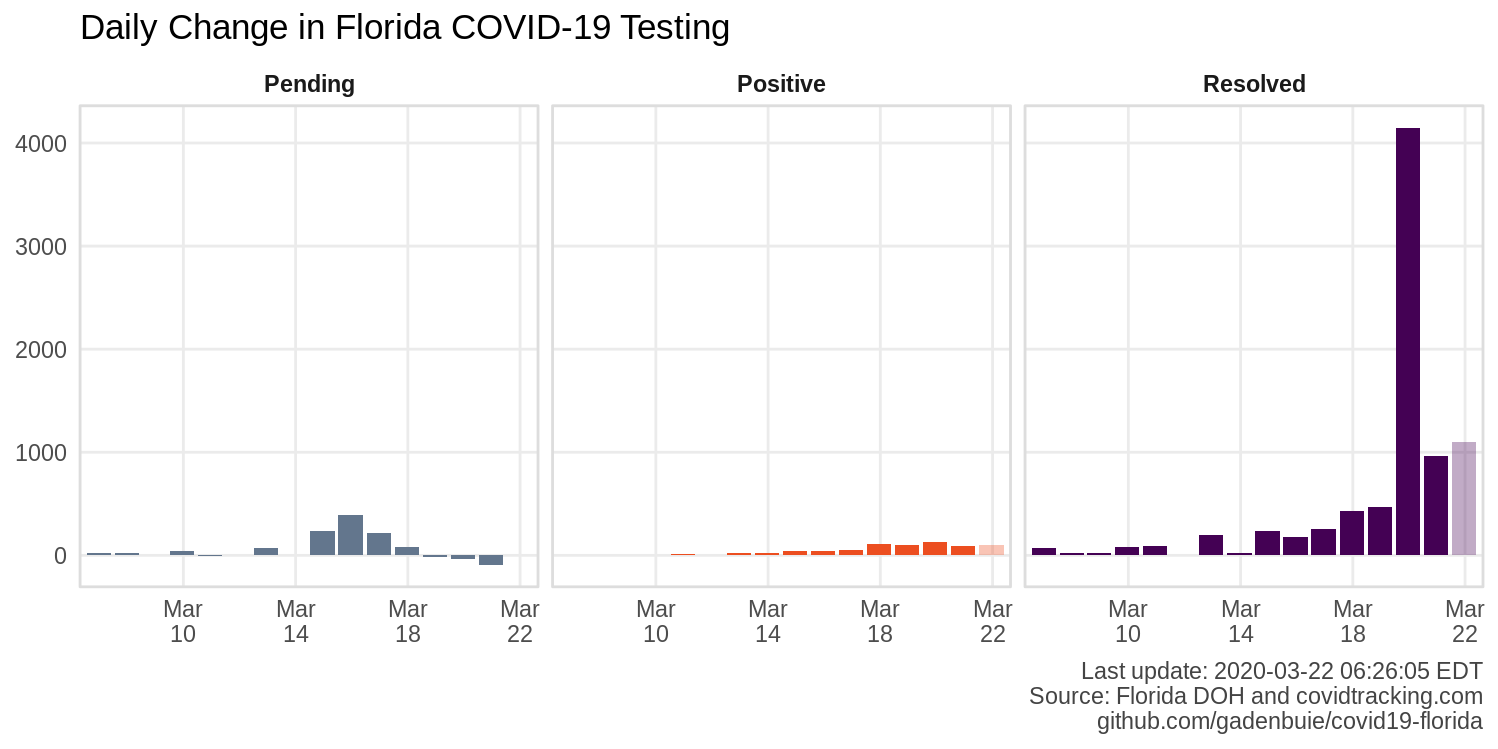 Daily Change in Florida COVID-19 Testing
Pending
Positive
Resolved
4000
3000
2000
1000
0
Mar
10
Mar
14
Mar
18
Mar
22
Mar
10
Mar
14
Mar
18
Mar
22
Mar
10
Mar
14
Mar
18
Mar
22
Last update: 2020-03-22 06:26:05 EDT
Source: Florida DOH and covidtracking.com
github.com/gadenbuie/covid19-florida